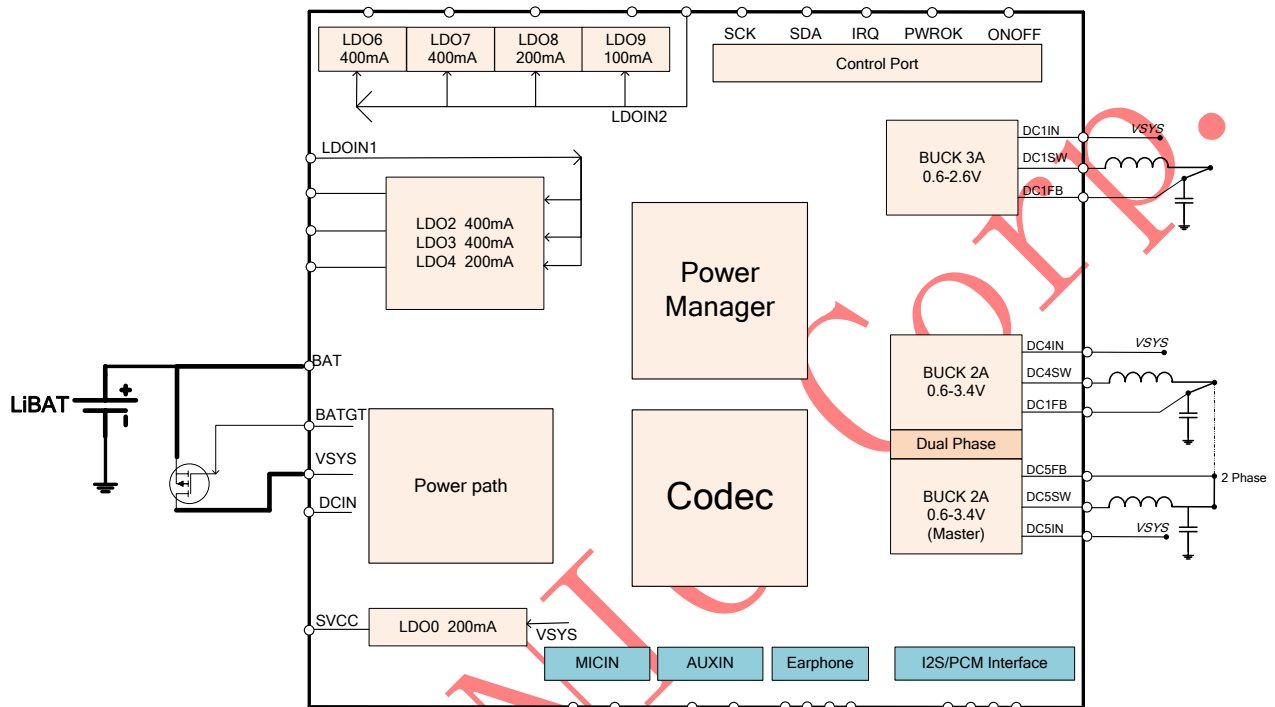 LDO6
400mA
LDO7
400mA
LDO8
200mA
LDO9
100mA
SCK
SDA
IRQ
PWROK
ONOFF
Control Port
LDOIN2
LDOIN1
LDO2 400mA
LDO3 400mA
LDO4 200mA
BUCK 3A
0.6-2.6V
DC1IN
DC1SW
DC1FB
VSYS
Power
Manager
BAT
LiBAT
BATGT
VSYS
DCIN
Power path
Codec
BUCK 2A
0.6-3.4V
DC4IN
DC4SW
DC1FB
VSYS
Dual Phase
BUCK 2A
0.6-3.4V
(Master)
DC5FB
DC5SW
DC5IN
2 Phase
VSYS
SVCC
LDO0 200mA
VSYS
MICIN
AUXIN
Earphone
I2S/PCM Interface
Corp.